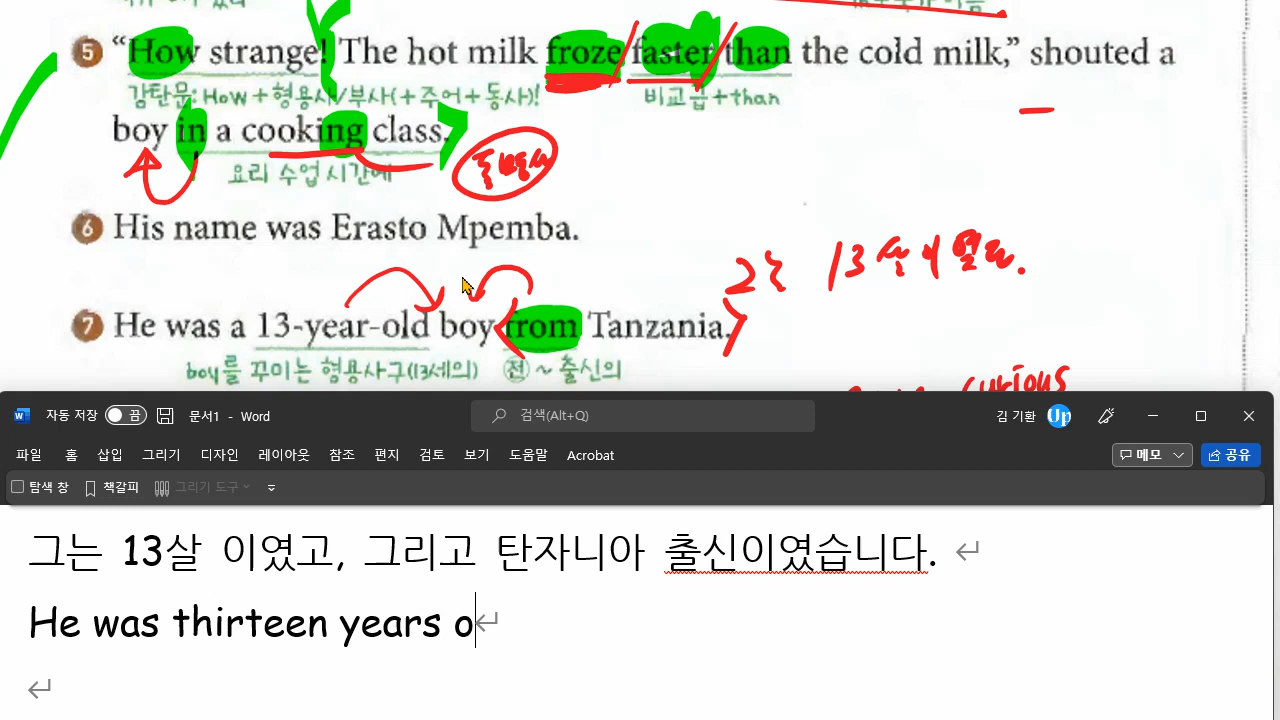 5 “How strange! The hot milk froze faster than the cold milk,” shouted a
감탄문: How + 형용사/부사(+주어+동사)! 비교급+than
boy in a cooking class.
요리 수업 시간에
6 His name was Erasto Mpemba.
13살이였다.
7 He was a 13-year-old boy from Tanzania.
boy를 꾸미는 형용사구(13세의) 전 ~ 출신의
curious
자동 저장 끔 문서1 - Word 검색(Alt+Q) 김 기환 Up
파일 홈 삽입 그리기 디자인 레이아웃 참조 편지 검토 보기 도움말 Acrobat 메모 공유
탐색 창 책갈피 그리기 도구
그는 13살 이였고, 그리고 탄자니아 출신이였습니다.
He was thirteen years o